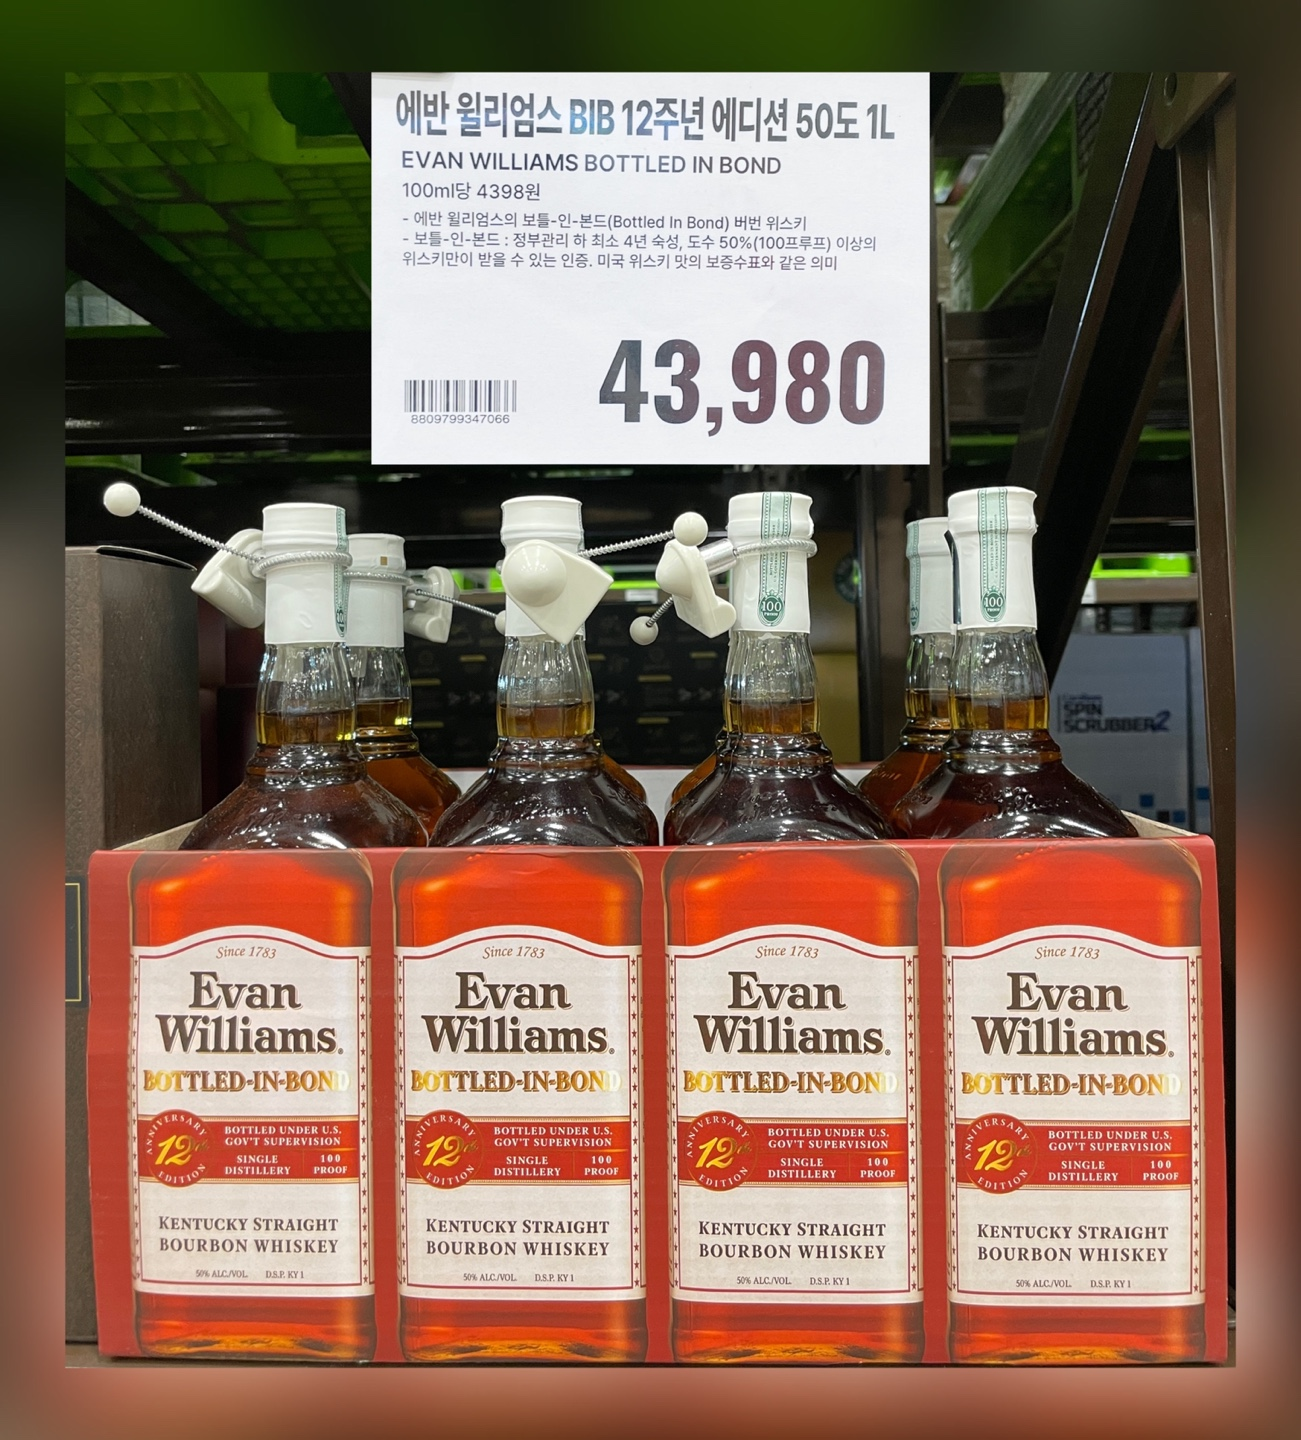 에반 윌리엄스 BIB 12주년 에디션 50도 1L
EVAN WILLIAMS BOTTLED IN BOND
100ml당 4398원
- 에반 윌리엄스의 보틀-인-본드(Bottled In Bond) 버번 위스키
- 보틀-인-본드 : 정부관리 하 최소 4년 숙성, 도수 50%(100프루프) 이상의
위스키만이 받을 수 있는 인증. 미국 위스키 맛의 보증수표와 같은 의미
43,980
8809799347066
100
PROOF
100
SPIN
SCRUBBER2
Since 1783
Evan
Williams.
BOTTLED-IN-BOND
ANNIVERSARY
12th
EDITION
BOTTLED UNDER U.S.
GOV'T SUPERVISION
SINGLE
DISTILLERY
100
PROOF
KENTUCKY STRAIGHT
BOURBON WHISKEY
50% ALC./VOL. D.S.P. KY 1
Since 1783
Evan
Williams.
BOTTLED-IN-BOND
ANNIVERSARY
12th
EDITION
BOTTLED UNDER U.S.
GOV'T SUPERVISION
SINGLE
DISTILLERY
100
PROOF
KENTUCKY STRAIGHT
BOURBON WHISKEY
50% ALC./VOL. D.S.P. KY 1
Since 1783
Evan
Williams.
BOTTLED-IN-BOND
ANNIVERSARY
12th
EDITION
BOTTLED UNDER U.S.
GOV'T SUPERVISION
SINGLE
DISTILLERY
100
PROOF
KENTUCKY STRAIGHT
BOURBON WHISKEY
50% ALC./VOL. D.S.P. KY 1
Since 1783
Evan
Williams.
BOTTLED-IN-BOND
ANNIVERSARY
12th
EDITION
BOTTLED UNDER U.S.
GOV'T SUPERVISION
SINGLE
DISTILLERY
100
PROOF
KENTUCKY STRAIGHT
BOURBON WHISKEY
50% ALC./VOL. D.S.P. KY 1